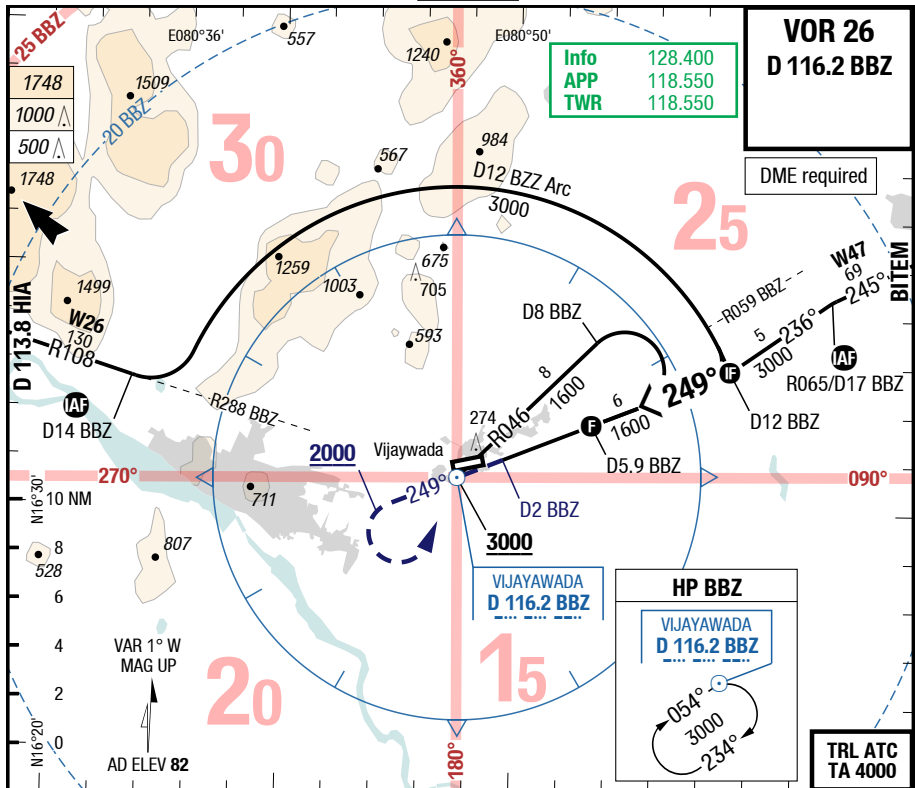 25 BBZ
E080°36'
557
1240
E080°50'
360°
Info 128.400
APP 118.550
TWR 118.550
VOR 26
D 116.2 BBZ
1748
1000
500
1509
20 BBZ
30
567
984
DME required
1748
D12 BZZ Arc
3000
25
1259
675
705
1003
593
W47
69
245°
BITEM
R059 BBZ
1499
W26
130
R108
D 113.8 HIA
D8 BBZ
5
236°
3000
IAF
R065/D17 BBZ
IAF
D14 BBZ
R288 BBZ
8
1600
R046
249°
IF
D12 BBZ
6
1600
F
D5.9 BBZ
274
Vijaywada
2000
270°
249°
D2 BBZ
090°
N16°30'
10 NM
711
3000
8
528
807
6
VIJAYAWADA
D 116.2 BBZ
HP BBZ
VIJAYAWADA
D 116.2 BBZ
4
VAR 1° W
MAG UP
2
20
15
054°
3000
234°
N16°20'
0
AD ELEV 82
180°
TRL ATC
TA 4000